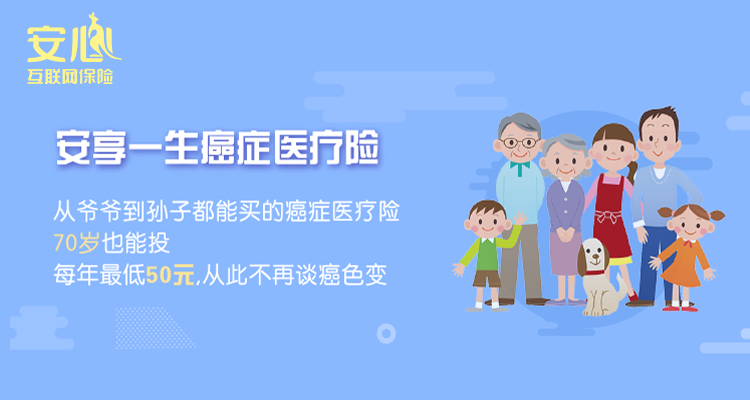 安心
互联网保险
安享一生癌症医疗险
从爷爷到孙子都能买的癌症医疗险
70岁也能投
每年最低50元,从此不再谈癌色变